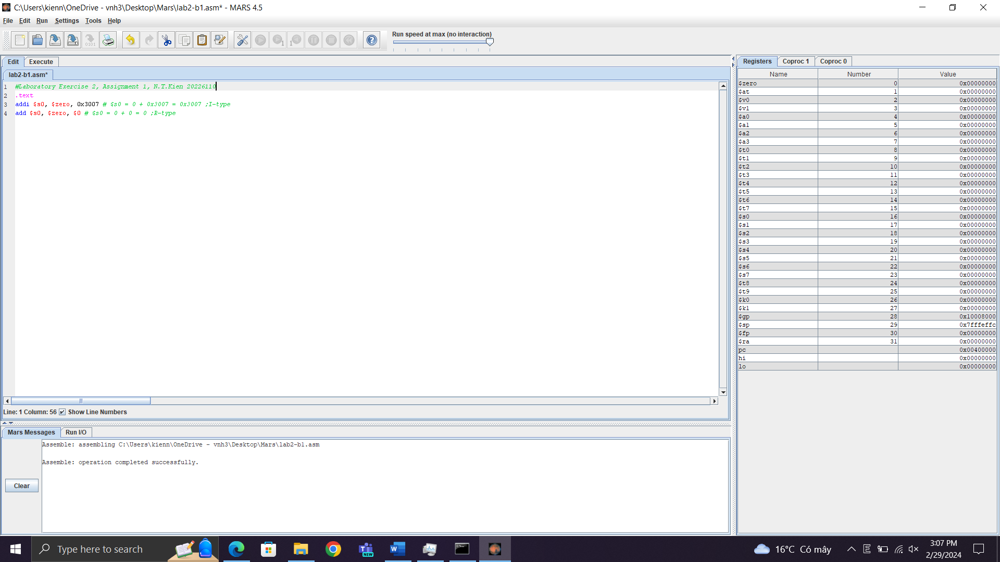 C:\Users\kienn\OneDrive - vnh3\Desktop\Mars\lab2-b1.asm* - MARS 4.5
File Edit Run Settings Tools Help
Run speed at max (no interaction)
Edit Execute
lab2-b1.asm*
1 #Laboratory Exercise 2, Assignment 1, N.T.Kien 20226110
2 .text
3 addi $s0, $zero, 0x3007 # $s0 = 0 + 0x3007 = 0x3007 ;I-type
4 add $s0, $zero, $0 # $s0 = 0 + 0 = 0 ;R-type
Line: 1 Column: 56 Show Line Numbers
Mars Messages Run I/O
Assemble: assembling C:\Users\kienn\OneDrive - vnh3\Desktop\Mars\lab2-b1.asm
Assemble: operation completed successfully.
Clear
Registers Coproc 1 Coproc 0
Name Number Value
$zero 0 0x00000000
$at 1 0x00000000
$v0 2 0x00000000
$v1 3 0x00000000
$a0 4 0x00000000
$a1 5 0x00000000
$a2 6 0x00000000
$a3 7 0x00000000
$t0 8 0x00000000
$t1 9 0x00000000
$t2 10 0x00000000
$t3 11 0x00000000
$t4 12 0x00000000
$t5 13 0x00000000
$t6 14 0x00000000
$t7 15 0x00000000
$s0 16 0x00000000
$s1 17 0x00000000
$s2 18 0x00000000
$s3 19 0x00000000
$s4 20 0x00000000
$s5 21 0x00000000
$s6 22 0x00000000
$s7 23 0x00000000
$t8 24 0x00000000
$t9 25 0x00000000
$k0 26 0x00000000
$k1 27 0x00000000
$gp 28 0x10008000
$sp 29 0x7fffeffc
$fp 30 0x00000000
$ra 31 0x00000000
pc 0x00400000
hi 0x00000000
lo 0x00000000
Type here to search
NEW
16°C Có mây
3:07 PM
2/29/2024